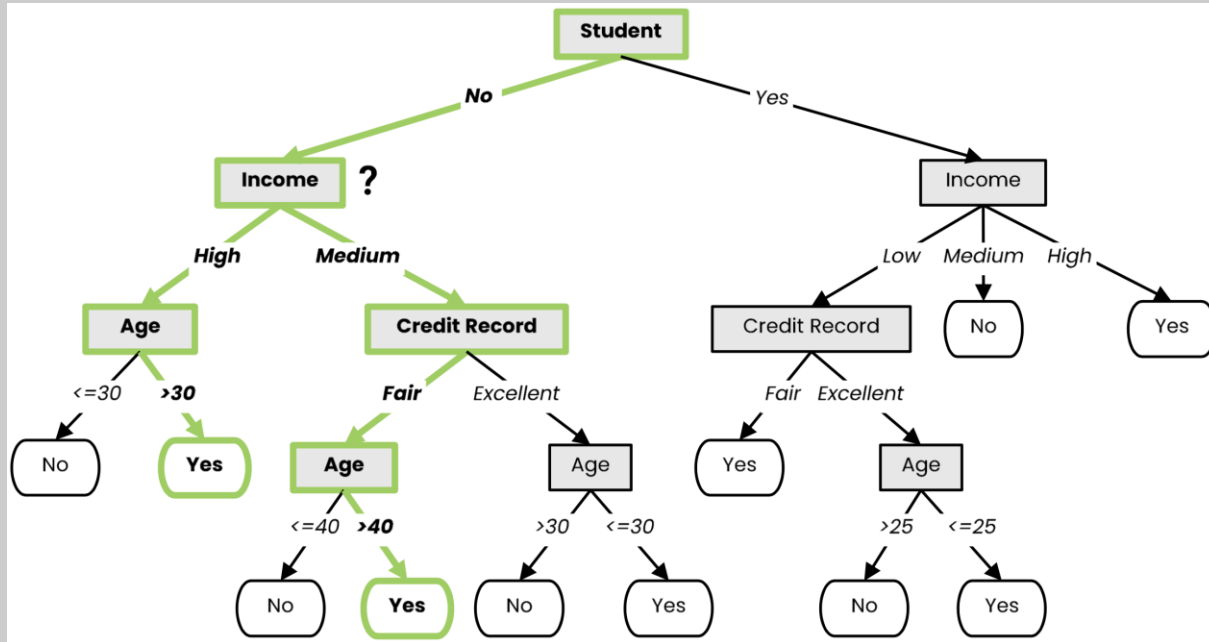 Student
No
Yes
Income ?
Income
High
Medium
Low
Medium
High
Age
Credit Record
Credit Record
No
Yes
<=30
>30
Fair
Excellent
Fair
Excellent
No
Yes
Age
Age
Yes
Age
<=40
>40
>30
<=30
>25
<=25
No
Yes
No
Yes
No
Yes